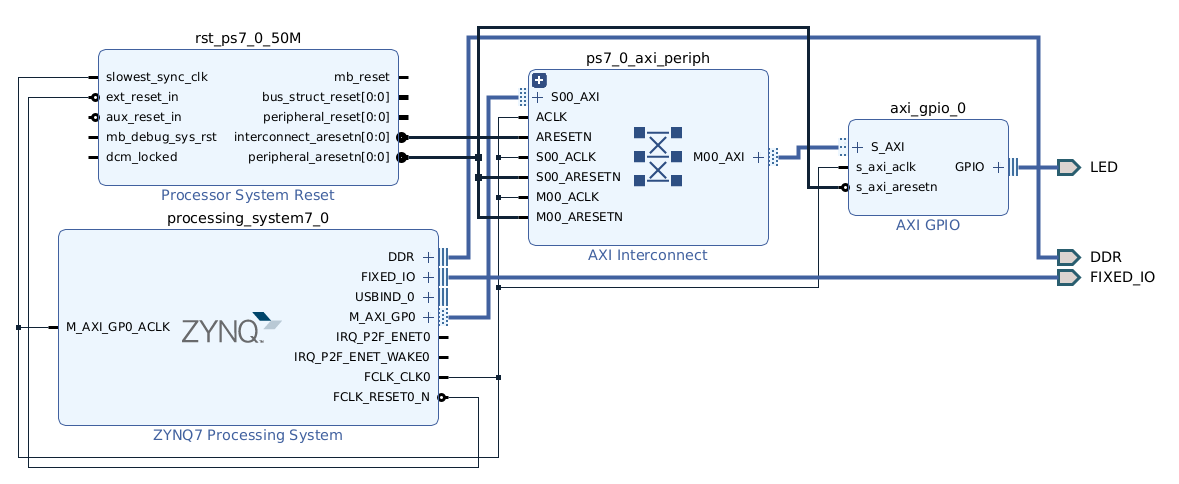 rst_ps7_0_50M
slowest_sync_clk
ext_reset_in
aux_reset_in
mb_debug_sys_rst
dcm_locked
mb_reset
bus_struct_reset[0:0]
peripheral_reset[0:0]
interconnect_aresetn[0:0]
peripheral_aresetn[0:0]
Processor System Reset
processing_system7_0
M_AXI_GP0_ACLK
ZYNQ
DDR
FIXED_IO
USBIND_0
M_AXI_GP0
IRQ_P2F_ENET0
IRQ_P2F_ENET_WAKE0
FCLK_CLK0
FCLK_RESET0_N
ZYNQ7 Processing System
ps7_0_axi_periph
S00_AXI
ACLK
ARESETN
S00_ACLK
S00_ARESETN
M00_ACLK
M00_ARESETN
M00_AXI
AXI Interconnect
axi_gpio_0
S_AXI
s_axi_aclk
s_axi_aresetn
GPIO
AXI GPIO
LED
DDR
FIXED_IO